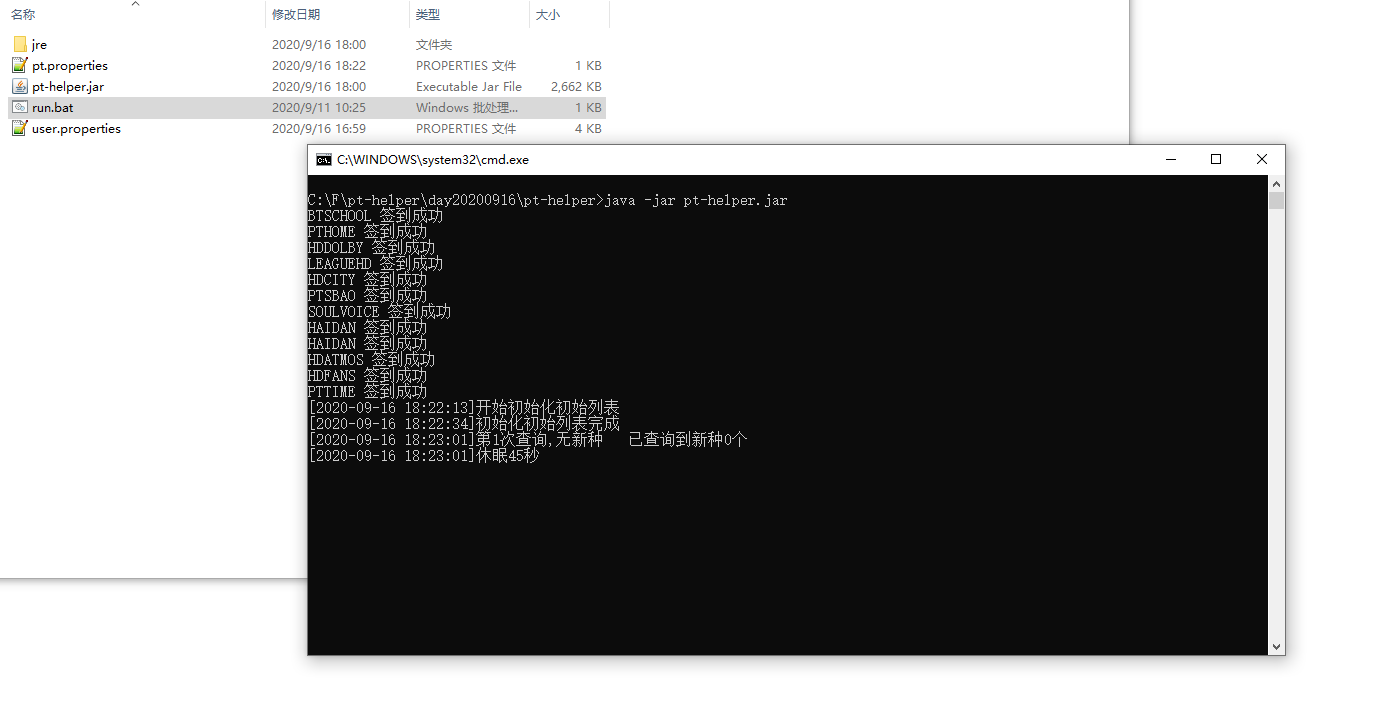 名称 修改日期 类型 大小
jre 2020/9/16 18:00 文件夹
pt.properties 2020/9/16 18:22 PROPERTIES 文件 1 KB
pt-helper.jar 2020/9/16 18:00 Executable Jar File 2,662 KB
run.bat 2020/9/11 10:25 Windows 批处理... 1 KB
user.properties 2020/9/16 16:59 PROPERTIES 文件 4 KB
C:\WINDOWS\system32\cmd.exe
C:\F\pt-helper\day20200916\pt-helper>java -jar pt-helper.jar
BTSCHOOL 签到成功
PTHOME 签到成功
HDDOLBY 签到成功
LEAGUEHD 签到成功
HDCITY 签到成功
PTSBAO 签到成功
SOULVOICE 签到成功
HAIDAN 签到成功
HAIDAN 签到成功
HDATMOS 签到成功
HDFANS 签到成功
PTTIME 签到成功
[2020-09-16 18:22:13]开始初始化初始列表
[2020-09-16 18:22:34]初始化初始列表完成
[2020-09-16 18:23:01]第1次查询,无新种 已查询到新种0个
[2020-09-16 18:23:01]休眠45秒